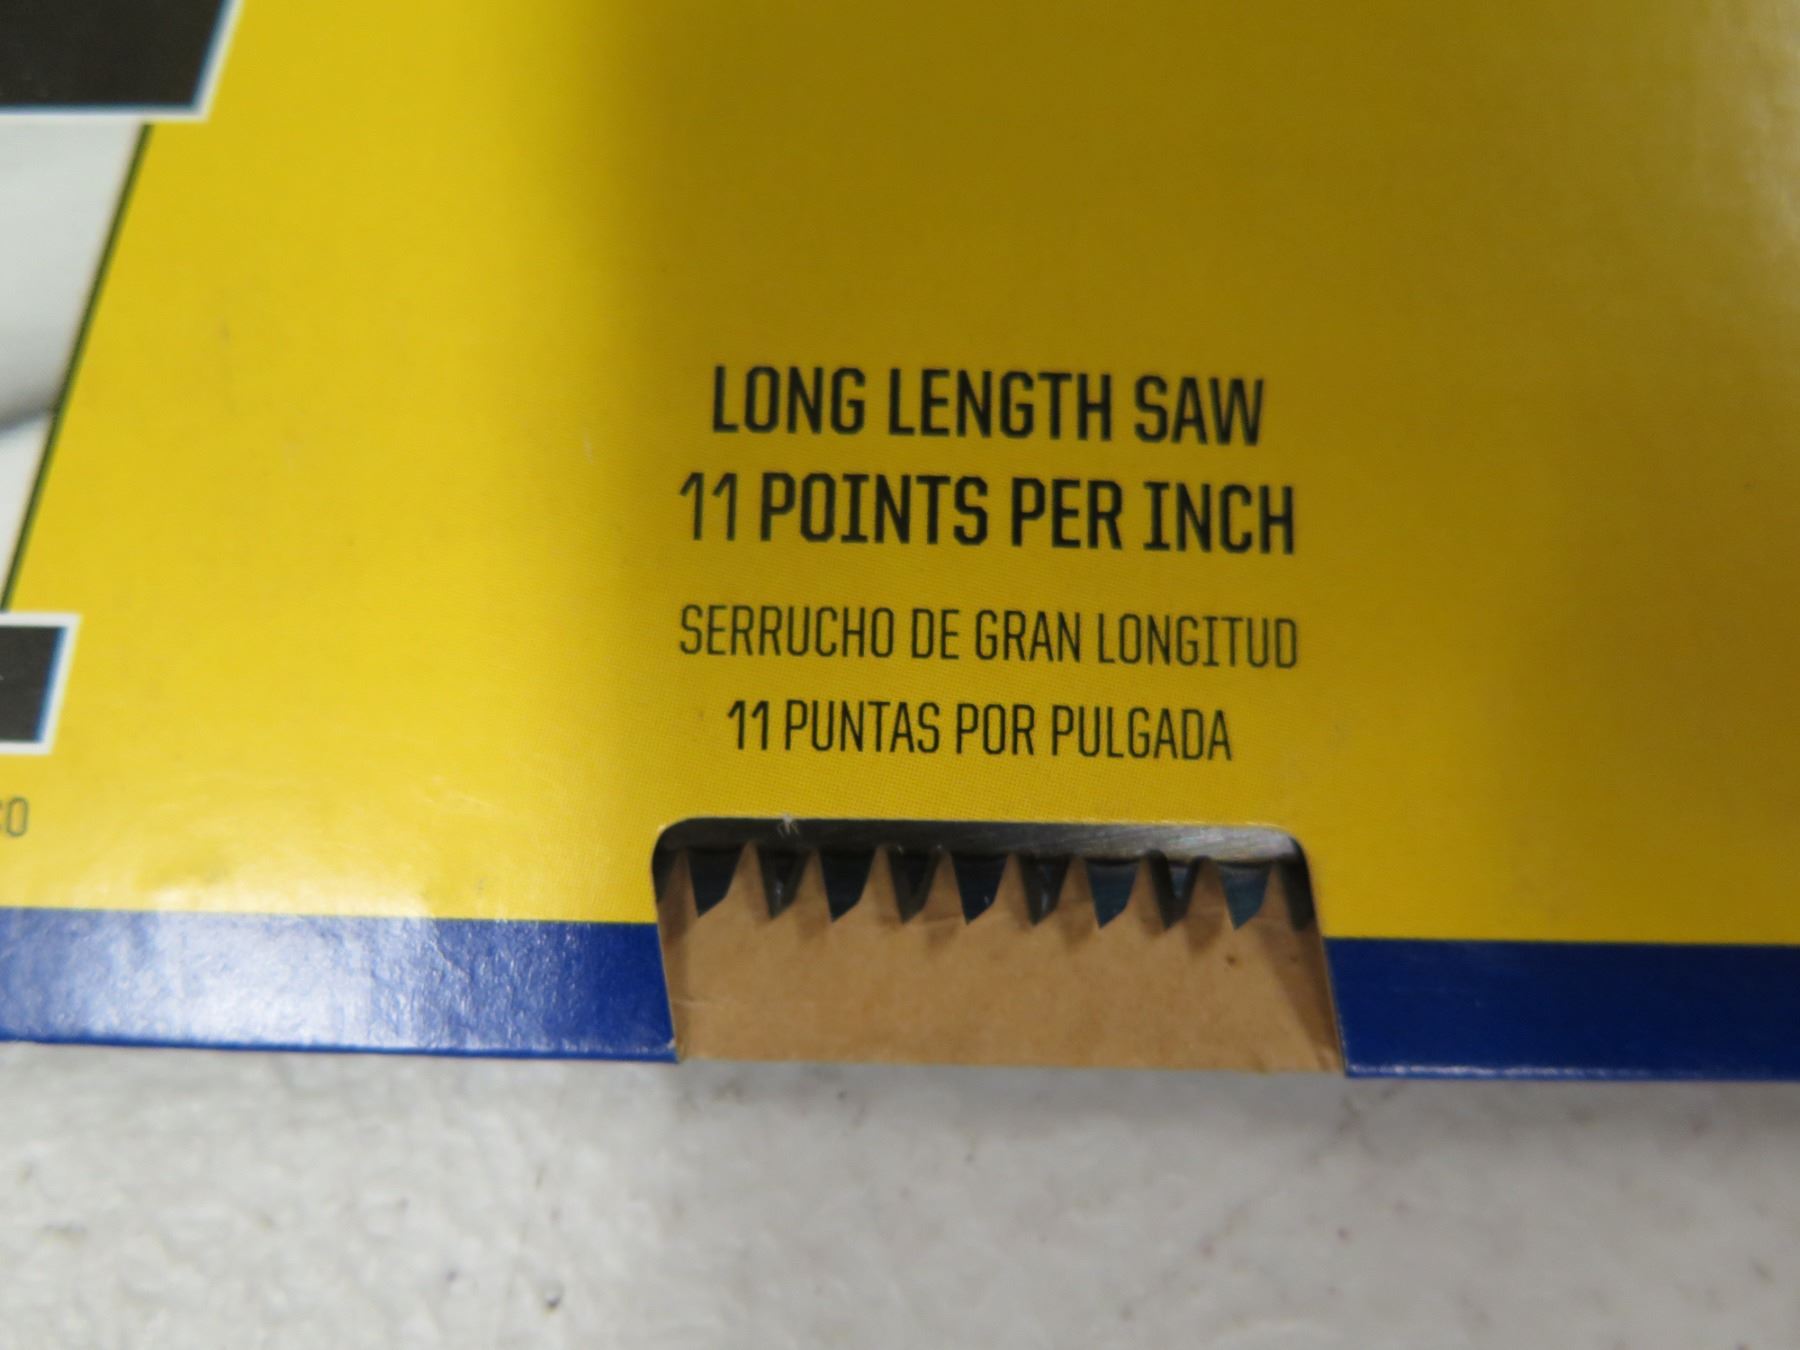 LONG LENGTH SAW
11 POINTS PER INCH
SERRUCHO DE GRAN LONGITUD
11 PUNTAS POR PULGADA